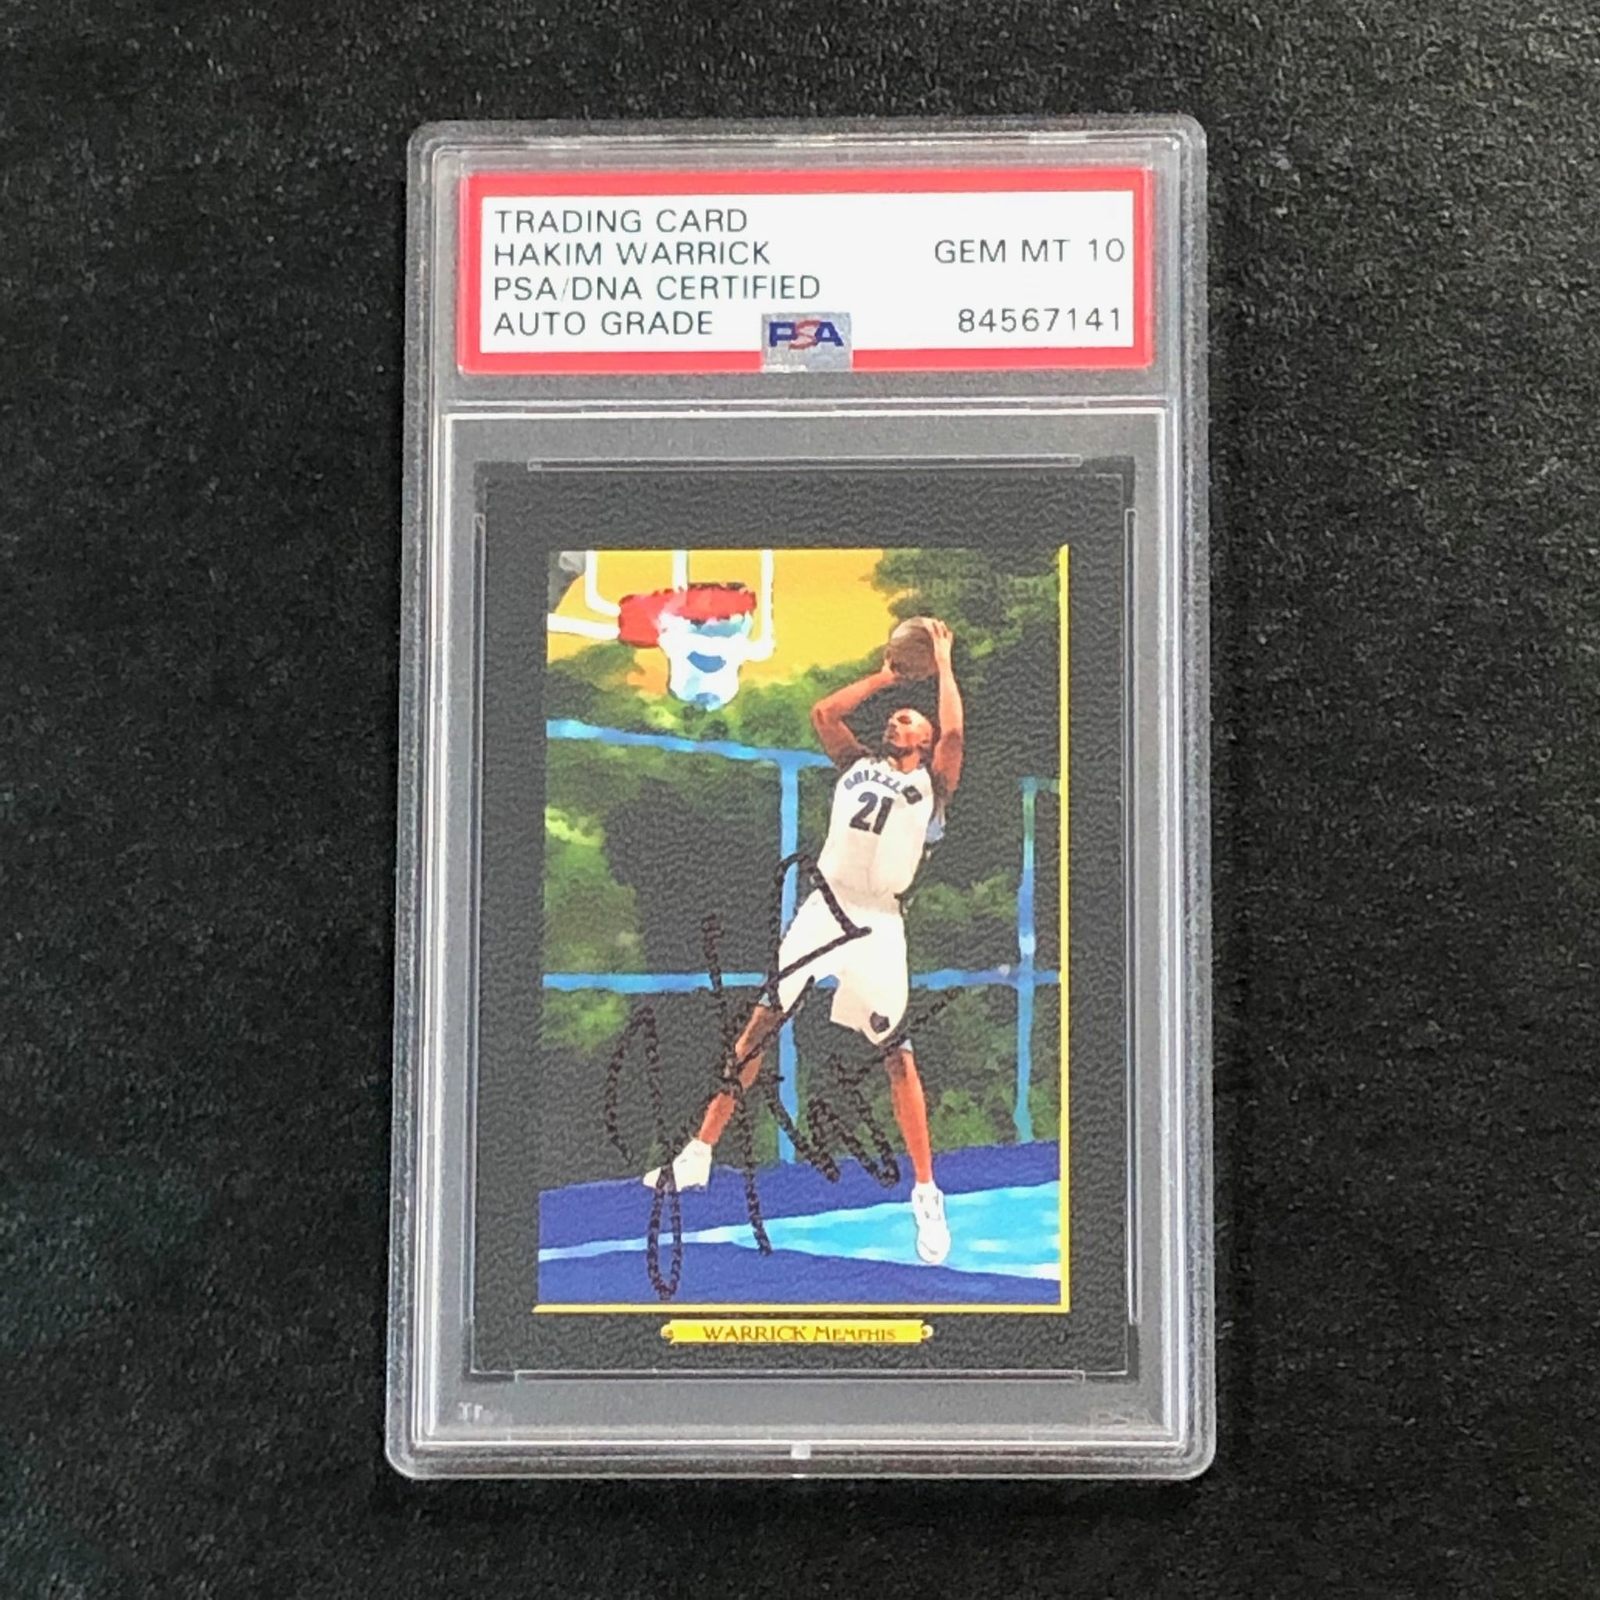 TRADING CARD
HAKIM WARRICK
GEM MT 10
PSA/DNA CERTIFIED
AUTO GRADE
PSA
84567141
GRIZZLIES
21
WARRICK MEMPHIS